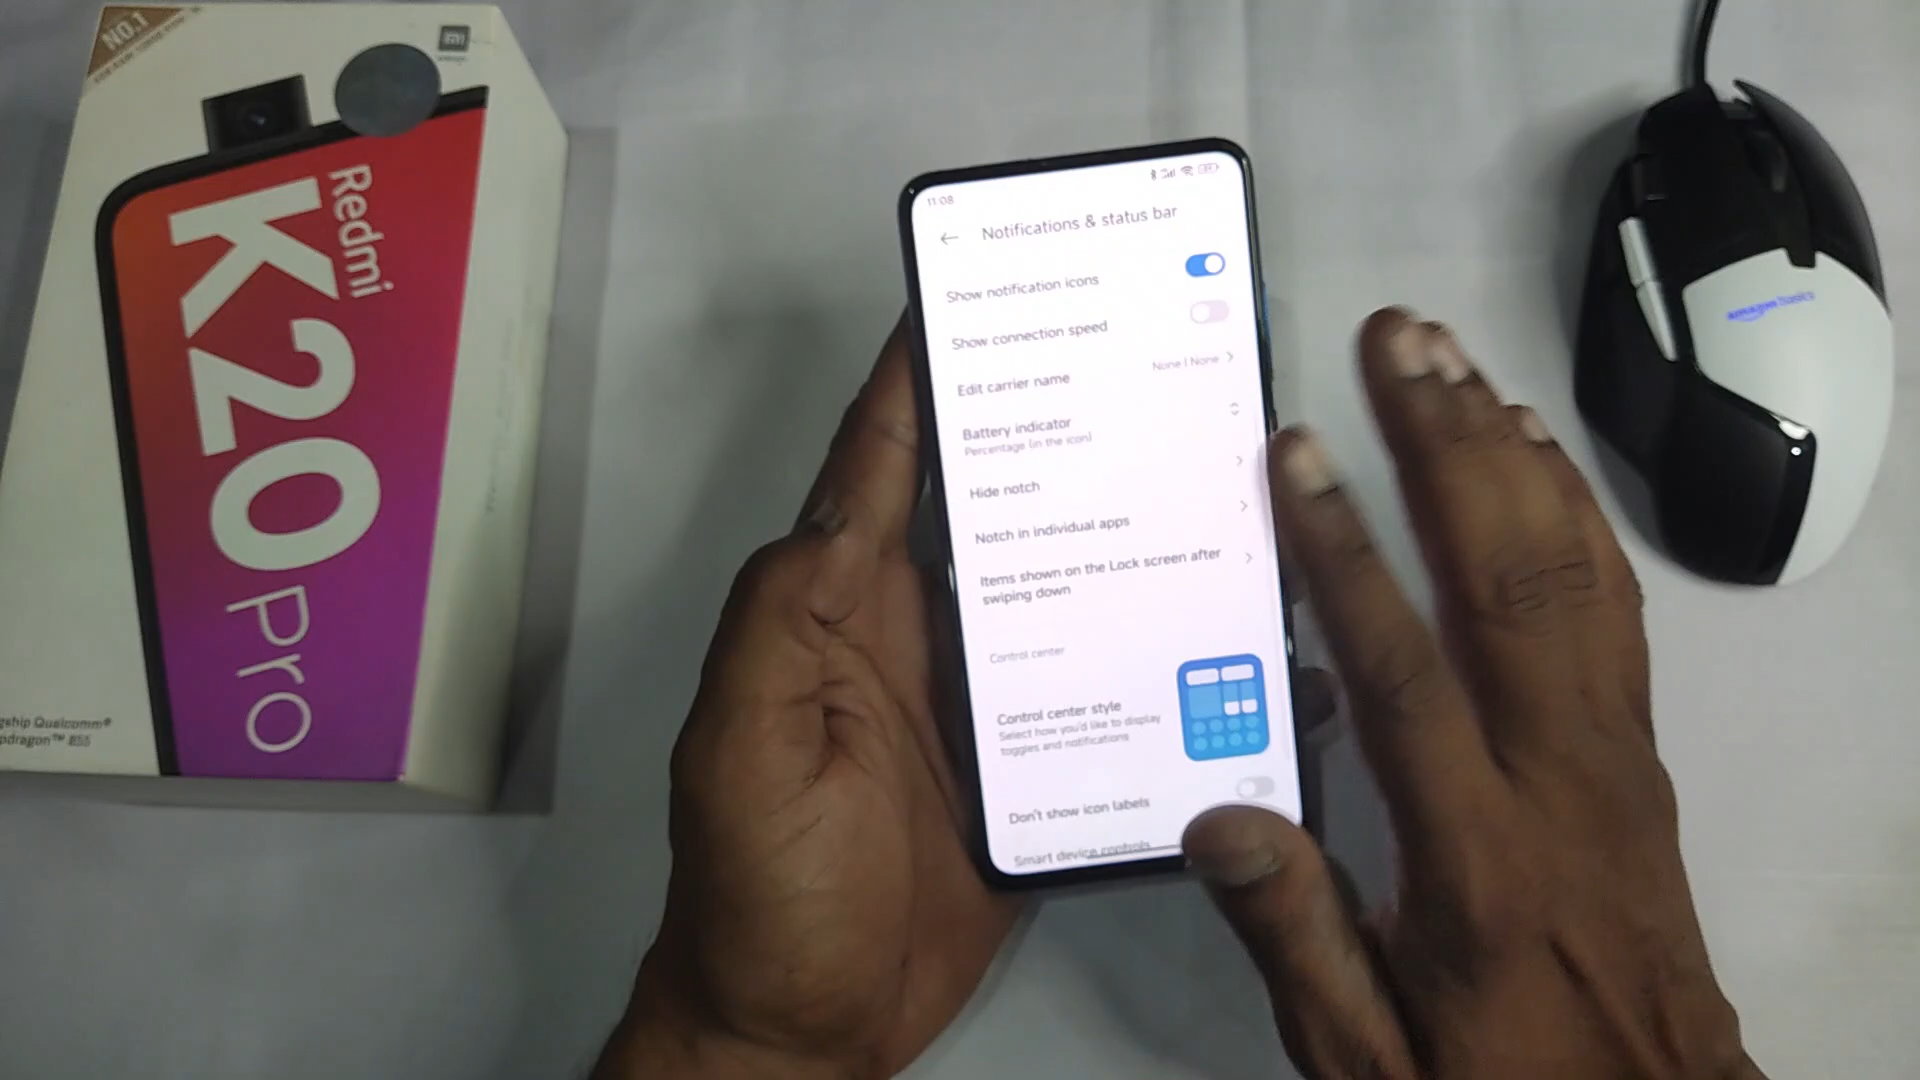 NO.1
mi
Redmi
K20 Pro
gship Qualcomm®
pdragon™ 855
11:08
Notifications & status bar
Show notification icons
Show connection speed
Edit carrier name
None | None
Battery indicator
Percentage (in the icon)
Hide notch
Notch in individual apps
Items shown on the Lock screen after
swiping down
Control center
Control center style
Select how you'd like to display
toggles and notifications
Don't show icon labels
Smart device controls
amazonbasics